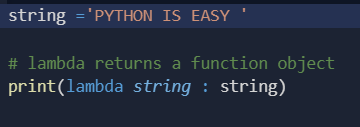 string ='PYTHON IS EASY '
# lambda returns a function object
print(lambda string : string)